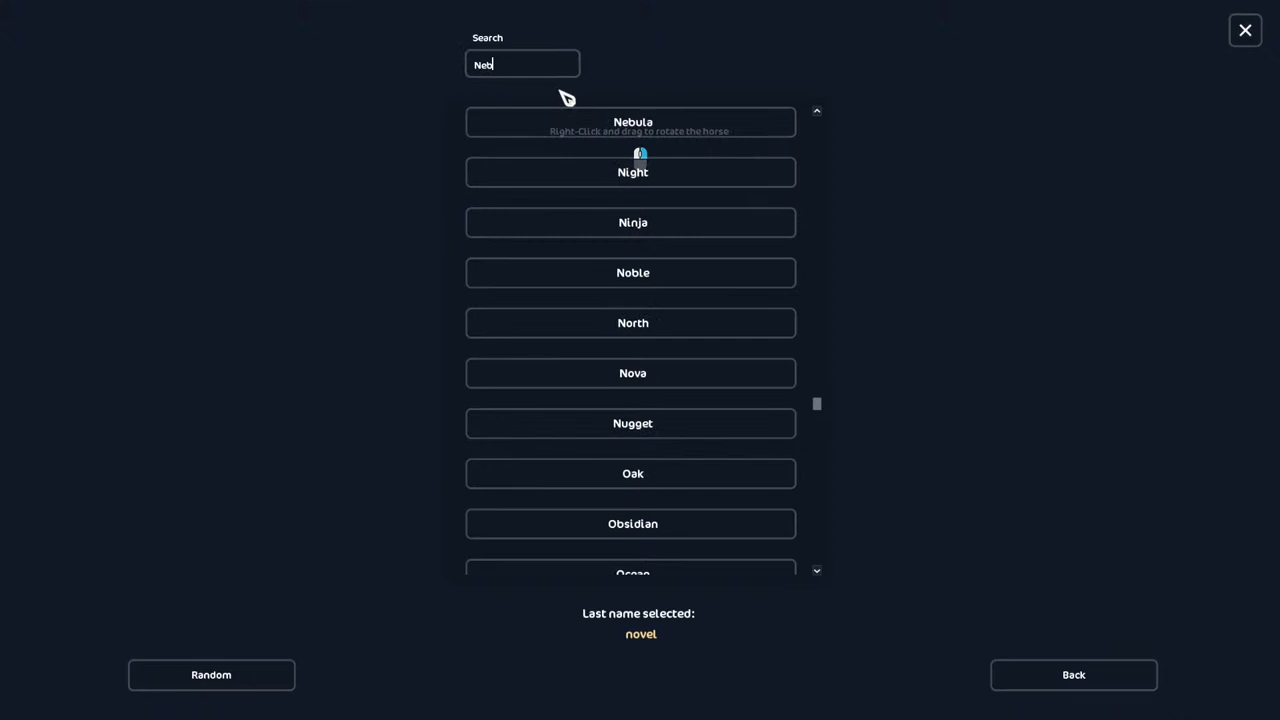 Search
Neb
Nebula
Right-Click and drag to rotate the horse
Night
Ninja
Noble
North
Nova
Nugget
Oak
Obsidian
Ocean
Last name selected:
novel
Random
Back